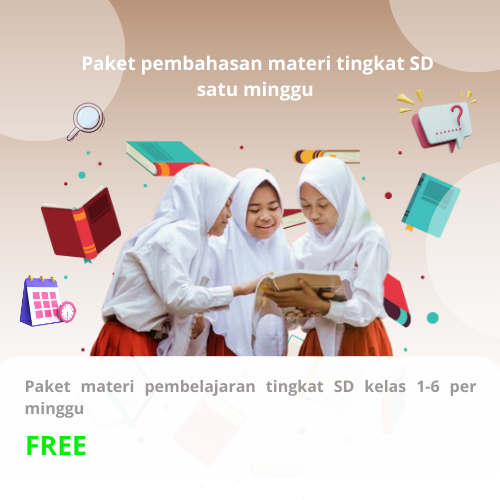 Paket pembahasan materi tingkat SD
satu minggu
?
Paket materi pembelajaran tingkat SD kelas 1-6 per
minggu
FREE